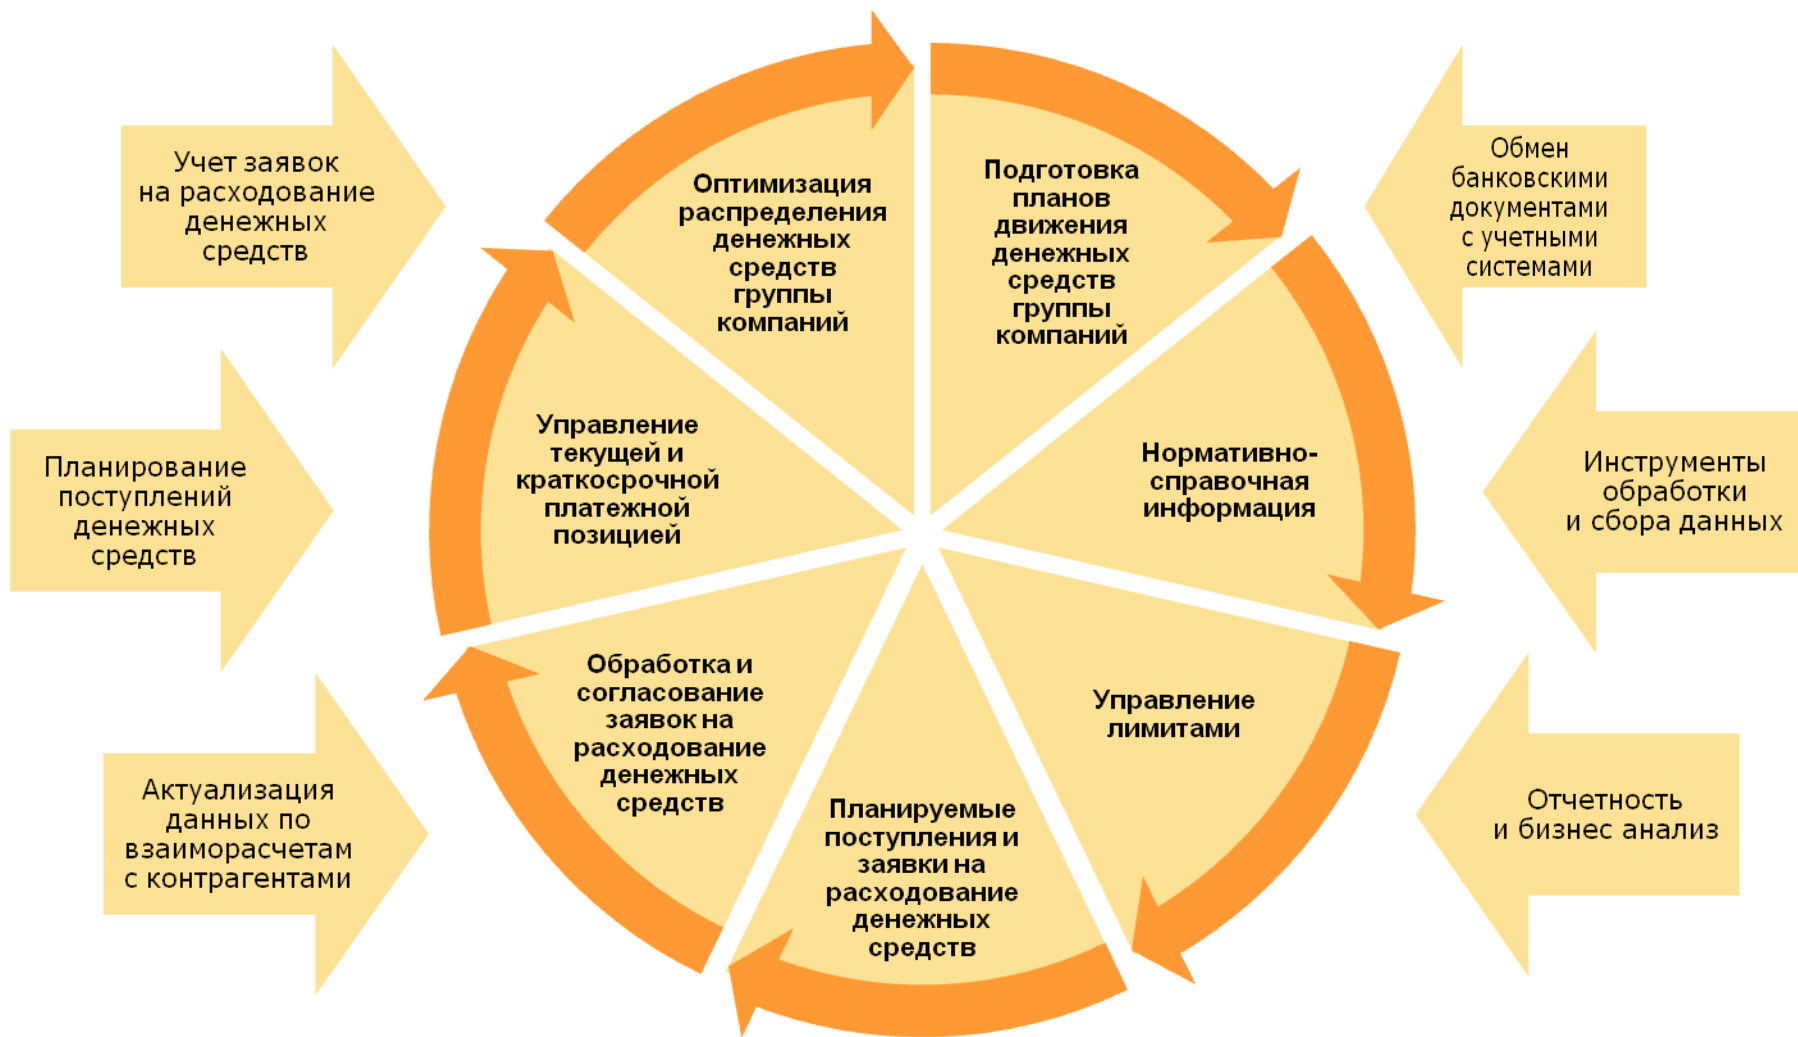 Учет заявок
на расходование
денежных
средств
Планирование
поступлений
денежных
средств
Актуализация
данных по
взаиморасчетам
с контрагентами
Оптимизация
распределения
денежных
средств
группы
компаний
Подготовка
планов
движения
денежных
средств
группы
компаний
Нормативно-
справочная
информация
Управление
лимитами
Планируемые
поступления и
заявки на
расходование
денежных
средств
Обработка и
согласование
заявок на
расходование
денежных
средств
Управление
текущей и
краткосрочной
платежной
позицией
Обмен
банковскими
документами
с учетными
системами
Инструменты
обработки
и сбора данных
Отчетность
и бизнес анализ